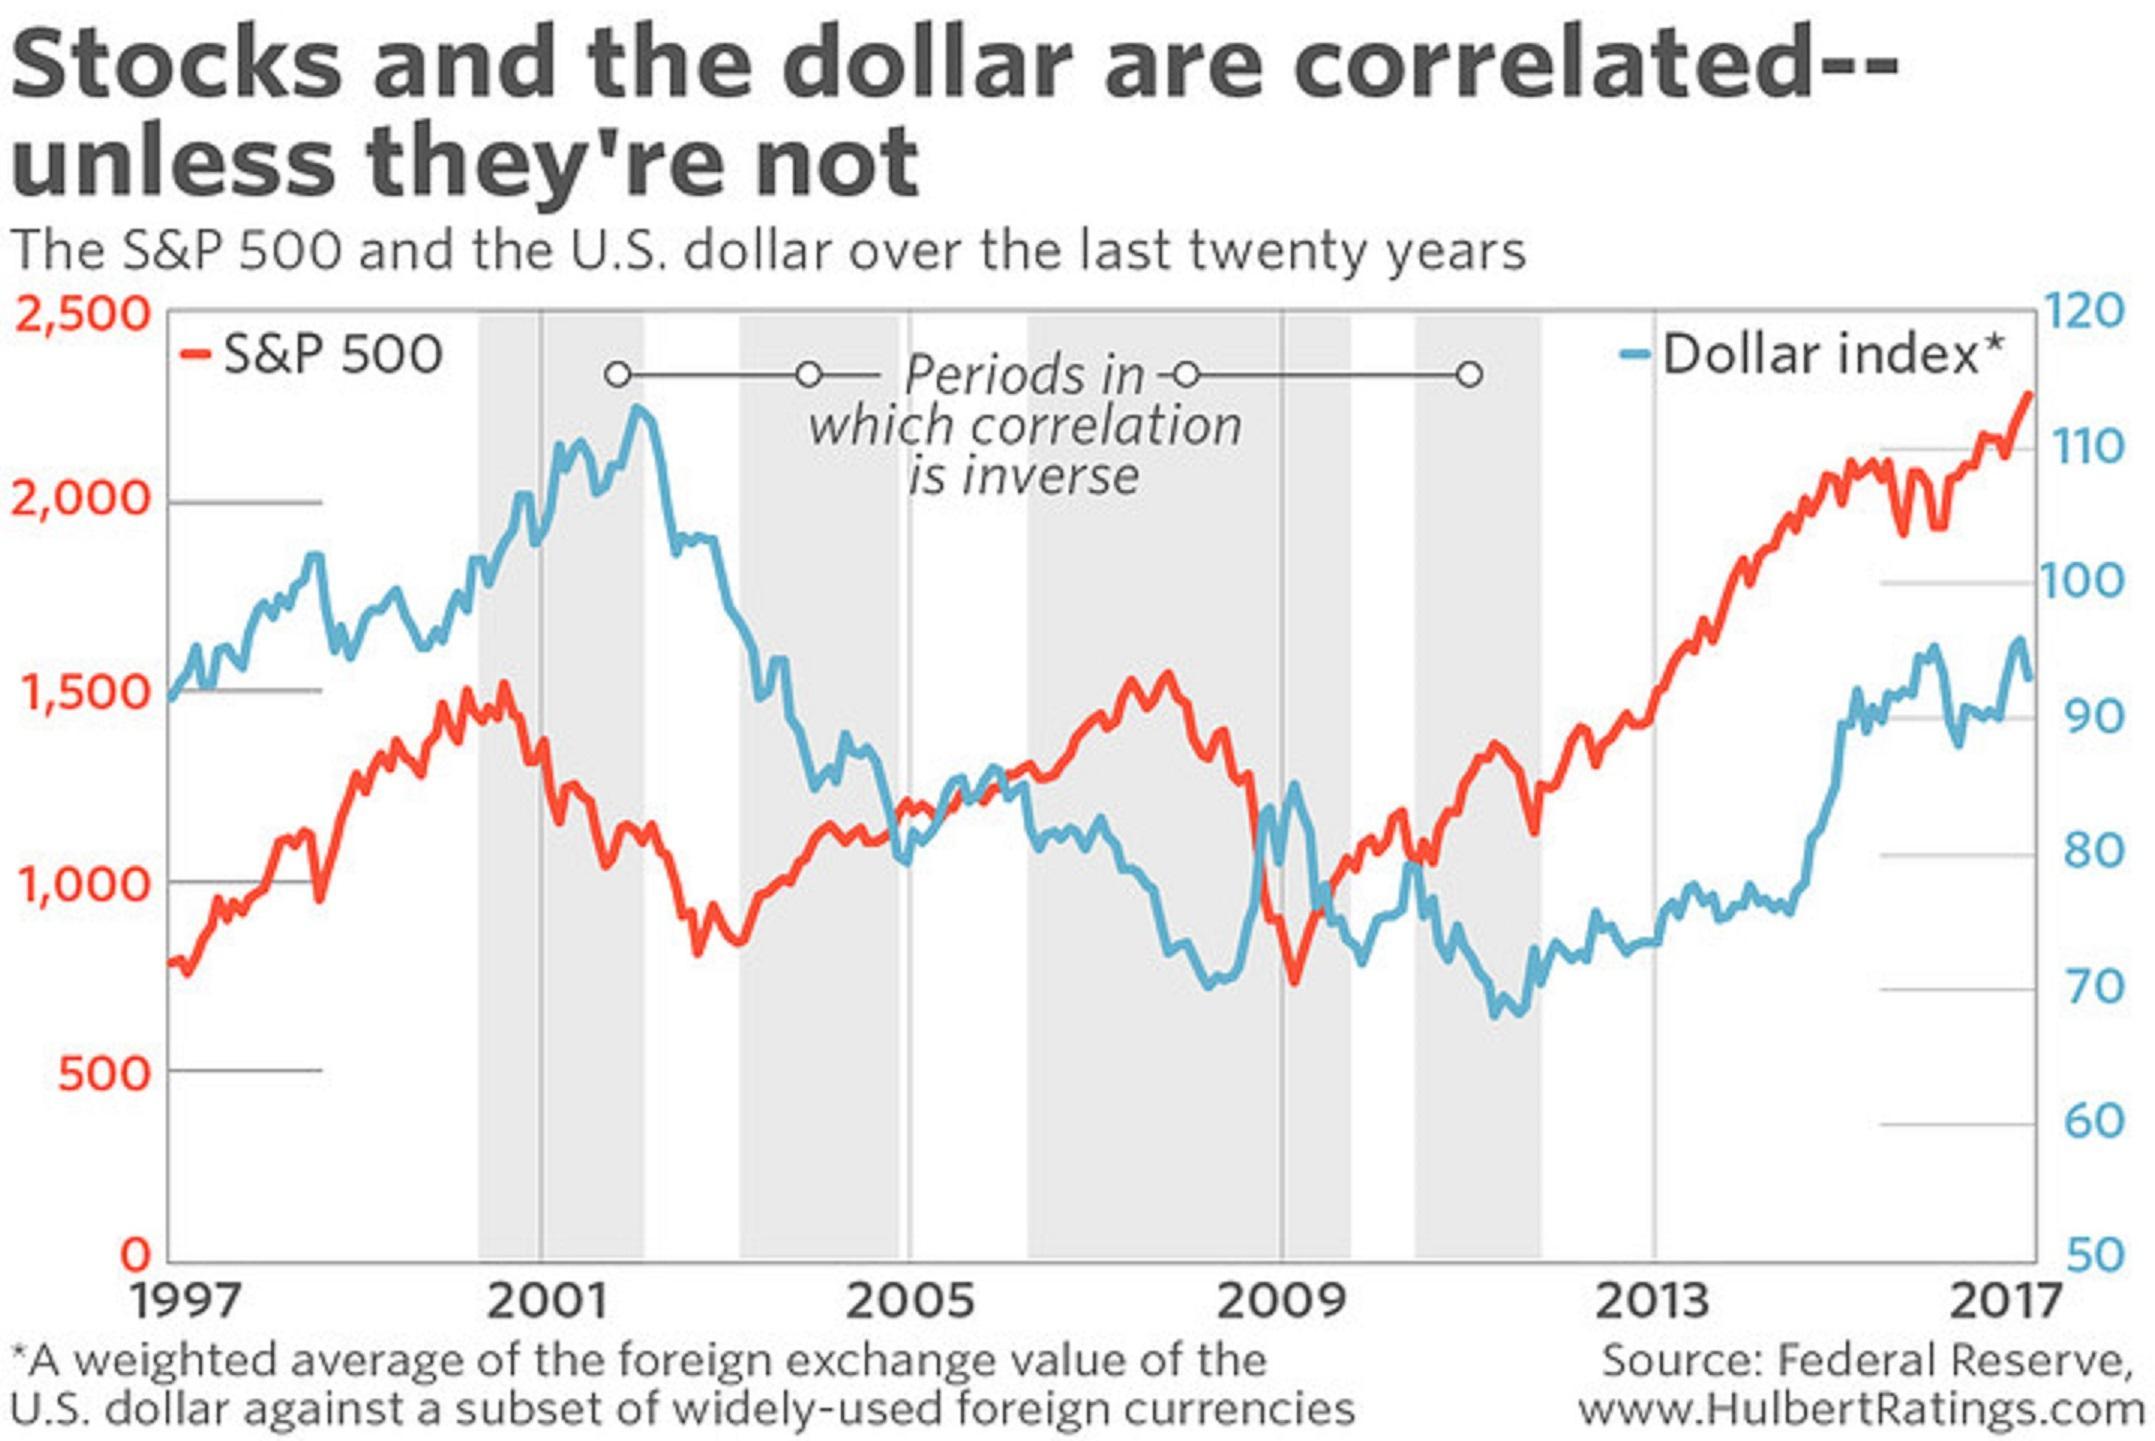 Stocks and the dollar are correlated--
unless they're not
The S&P 500 and the U.S. dollar over the last twenty years
2,500
2,000
1,500
1,000
500
0
S&P 500
Periods in
which correlation
is inverse
Dollar index*
120
110
100
90
80
70
60
50
1997 2001 2005 2009 2013 2017
*A weighted average of the foreign exchange value of the
U.S. dollar against a subset of widely-used foreign currencies
Source: Federal Reserve,
www.HulbertRatings.com